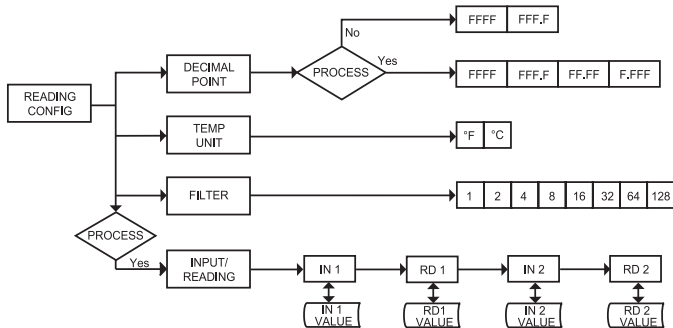 No
FFFF FFF.F
DECIMAL
POINT
PROCESS
Yes
FFFF FFF.F FF.FF F.FFF
READING
CONFIG
TEMP
UNIT
°F °C
FILTER
1 2 4 8 16 32 64 128
PROCESS
Yes
INPUT/
READING
IN 1 RD 1 IN 2 RD 2
IN 1
VALUE
RD1
VALUE
IN 2
VALUE
RD 2
VALUE